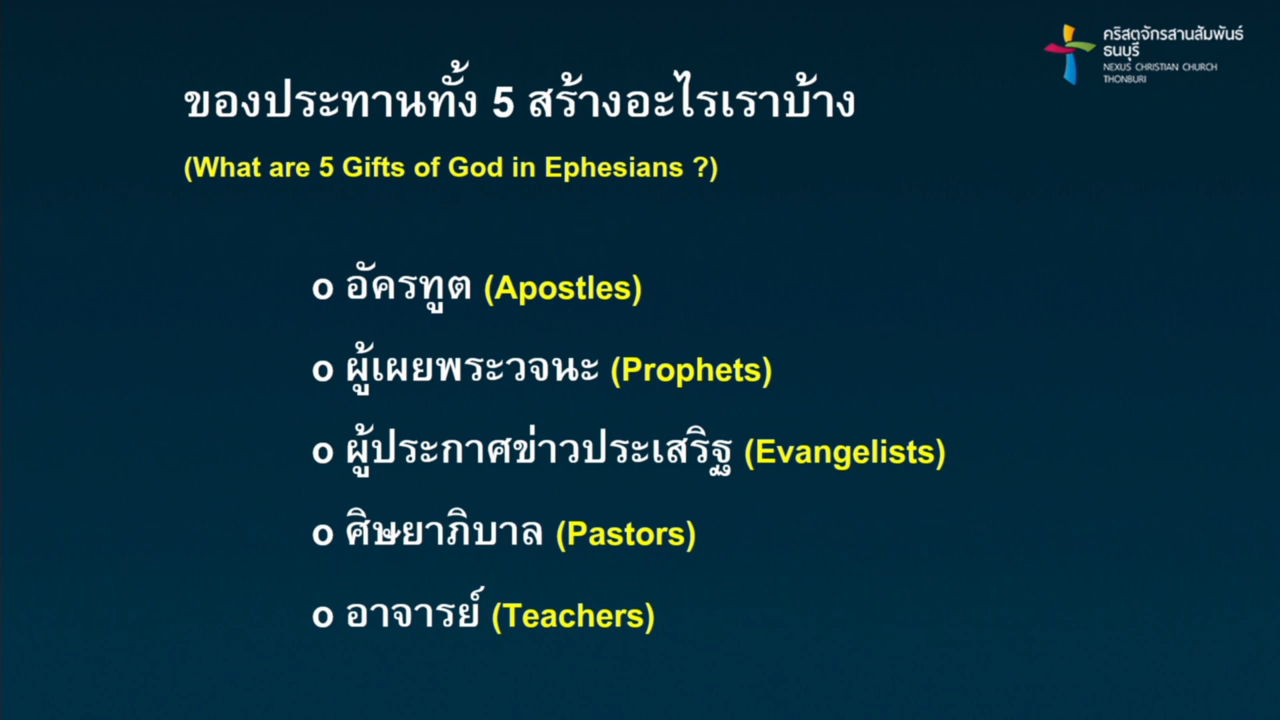 คริสตจักรสานสัมพันธ์
ธนบุรี
NEXUS CHRISTIAN CHURCH
THONBURI
ของประทานทั้ง 5 สร้างอะไรเราบ้าง
(What are 5 Gifts of God in Ephesians ?)
o อัครทูต (Apostles)
o ผู้เผยพระวจนะ (Prophets)
o ผู้ประกาศข่าวประเสริฐ (Evangelists)
o ศิษยาภิบาล (Pastors)
o อาจารย์ (Teachers)